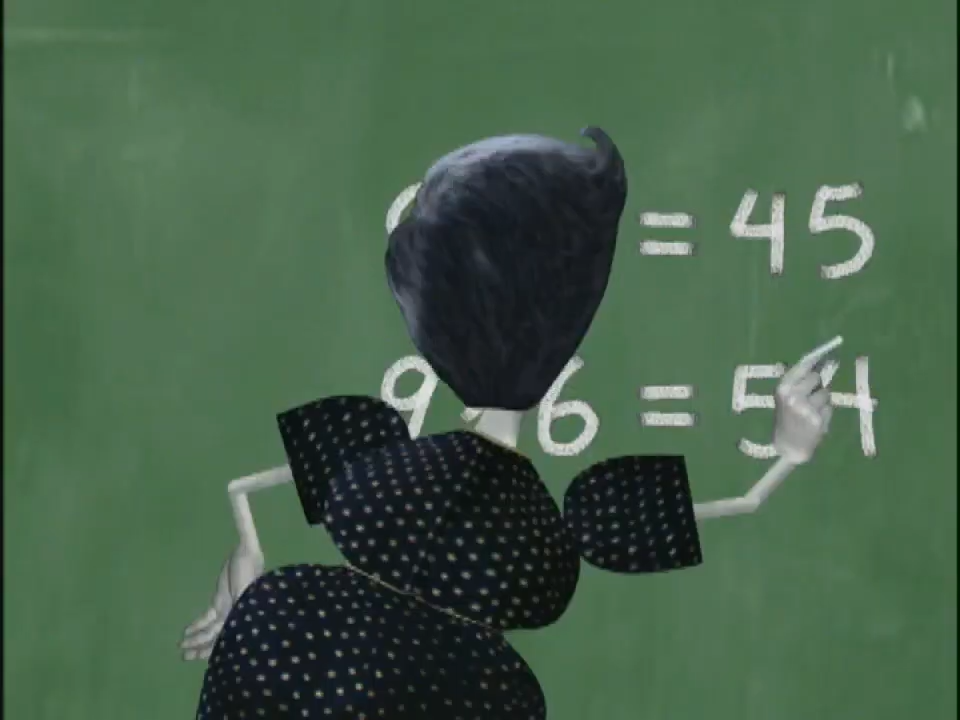 = 45
9 6 = 54